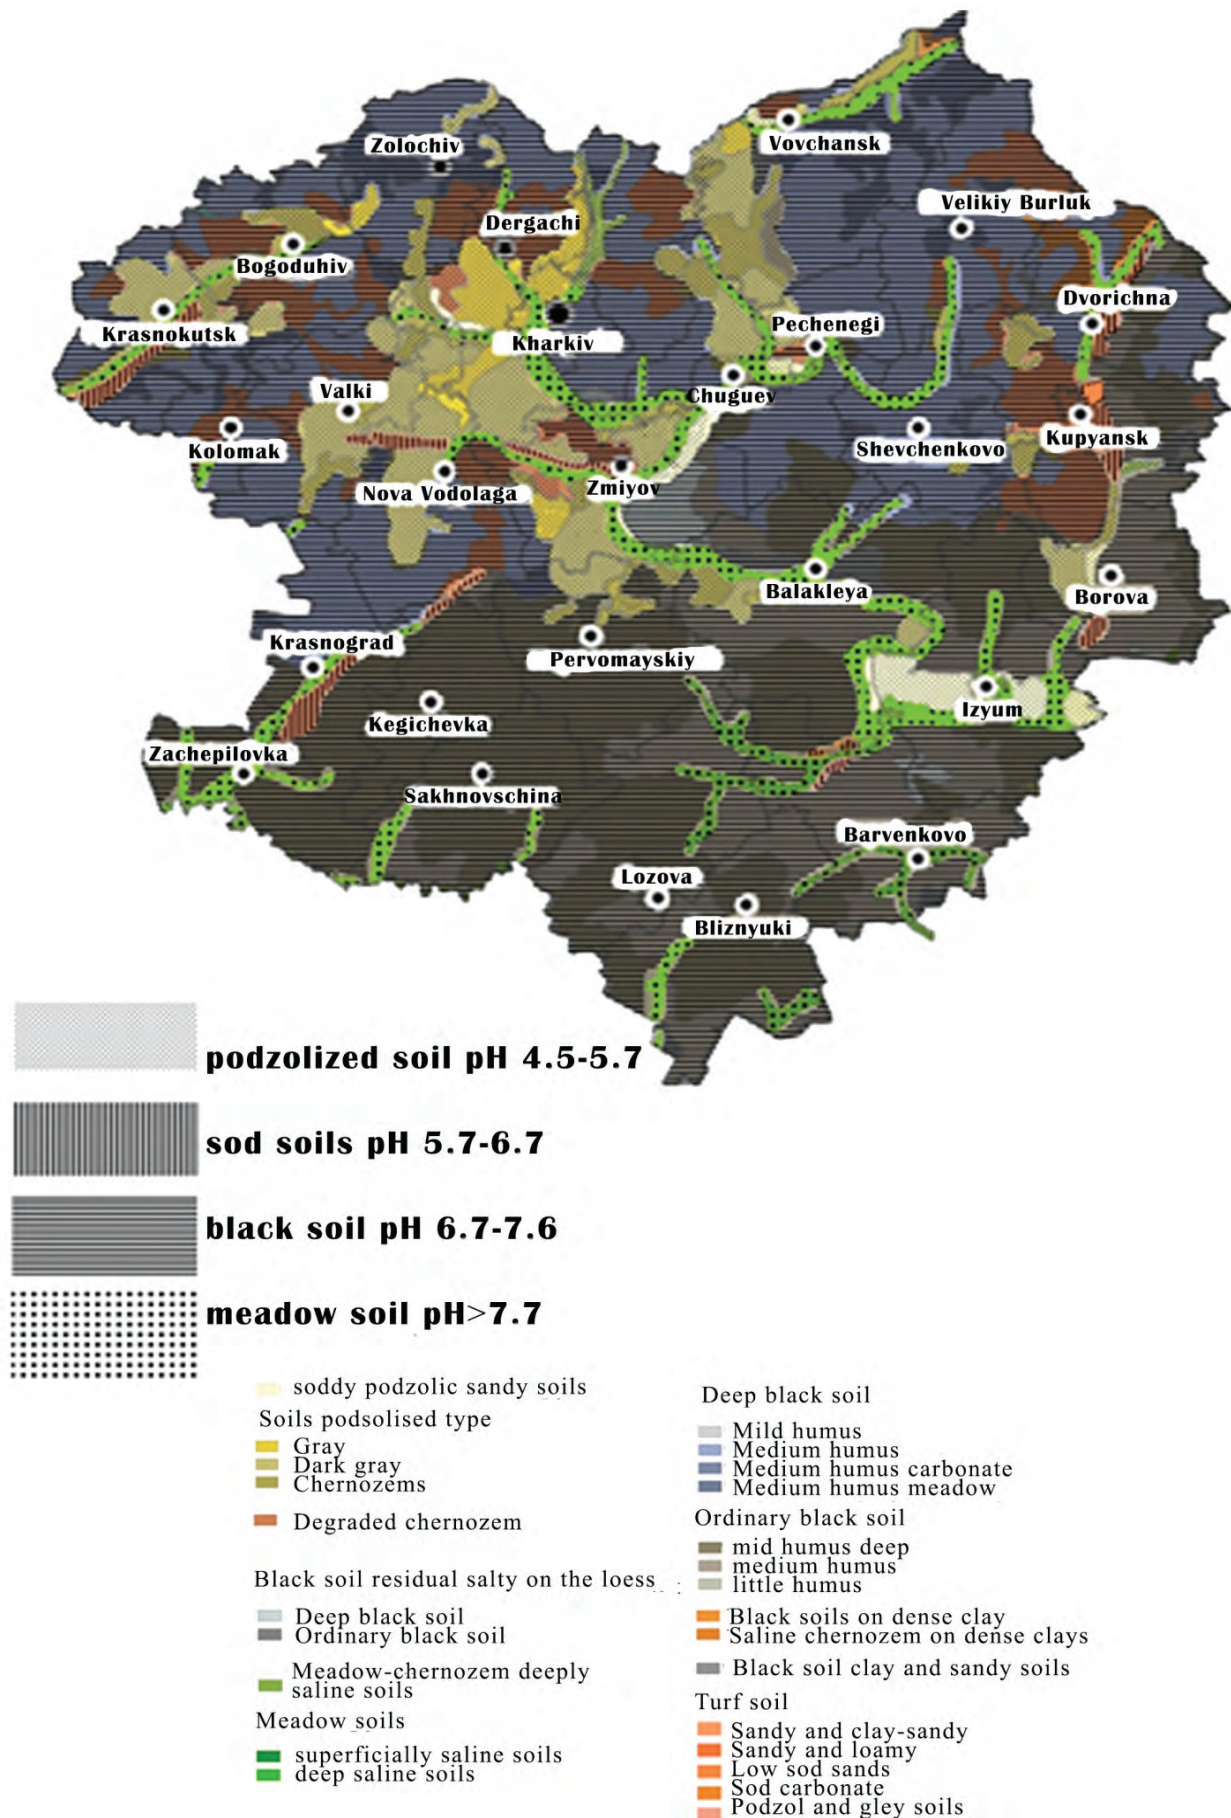 Zolochiv
Vovchansk
Velikiy Burluk
Dergachi
Bogoduhiv
Dvorichna
Krasnokutsk
Kharkiv
Pechenegi
Valki
Chuguev
Kolomak
Shevchenkovo
Kupyansk
Nova Vodolaga
Zmiyov
Balakleya
Borova
Krasnograd
Pervomayskiy
Izyum
Kegichevka
Zachepilovka
Sakhnovschina
Barvenkovo
Lozova
Bliznyuki
podzolized soil pH 4.5-5.7
sod soils pH 5.7-6.7
black soil pH 6.7-7.6
meadow soil pH>7.7
soddy podzolic sandy soils
Soils podsolised type
Gray
Dark gray
Chernozems
Degraded chernozem
Black soil residual salty on the loess
Deep black soil
Ordinary black soil
Meadow-chernozem deeply
saline soils
Meadow soils
superficially saline soils
deep saline soils
Deep black soil
Mild humus
Medium humus
Medium humus carbonate
Medium humus meadow
Ordinary black soil
mid humus deep
medium humus
little humus
Black soils on dense clay
Saline chernozem on dense clays
Black soil clay and sandy soils
Turf soil
Sandy and clay-sandy
Sandy and loamy
Low sod sands
Sod carbonate
Podzol and gley soils